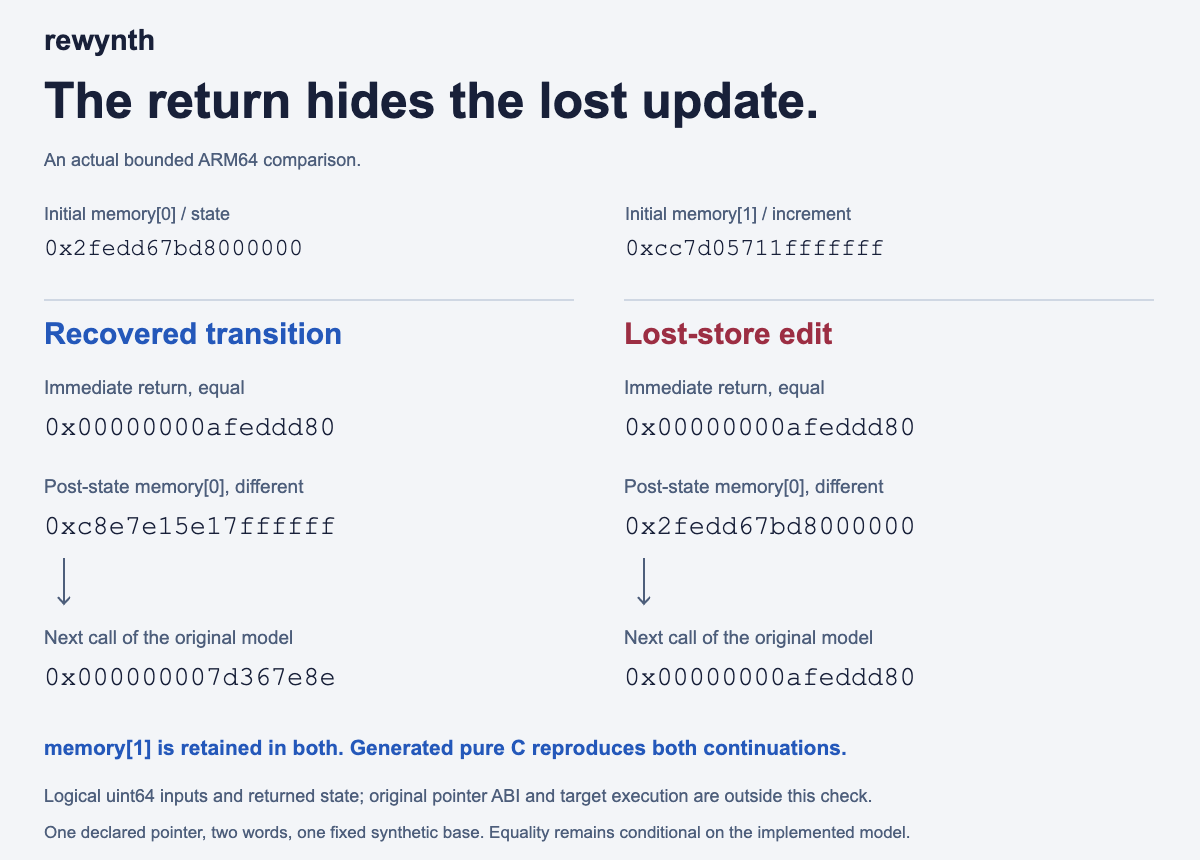 rewynth
The return hides the lost update.
An actual bounded ARM64 comparison.
Initial memory[0] / state
0x2fedd67bd8000000
Initial memory[1] / increment
0xcc7d05711fffffff
Recovered transition
Immediate return, equal
0x00000000afeddd80
Post-state memory[0], different
0xc8e7e15e17ffffff
Next call of the original model
0x000000007d367e8e
Lost-store edit
Immediate return, equal
0x00000000afeddd80
Post-state memory[0], different
0x2fedd67bd8000000
Next call of the original model
0x00000000afeddd80
memory[1] is retained in both. Generated pure C reproduces both continuations.
Logical uint64 inputs and returned state; original pointer ABI and target execution are outside this check.
One declared pointer, two words, one fixed synthetic base. Equality remains conditional on the implemented model.